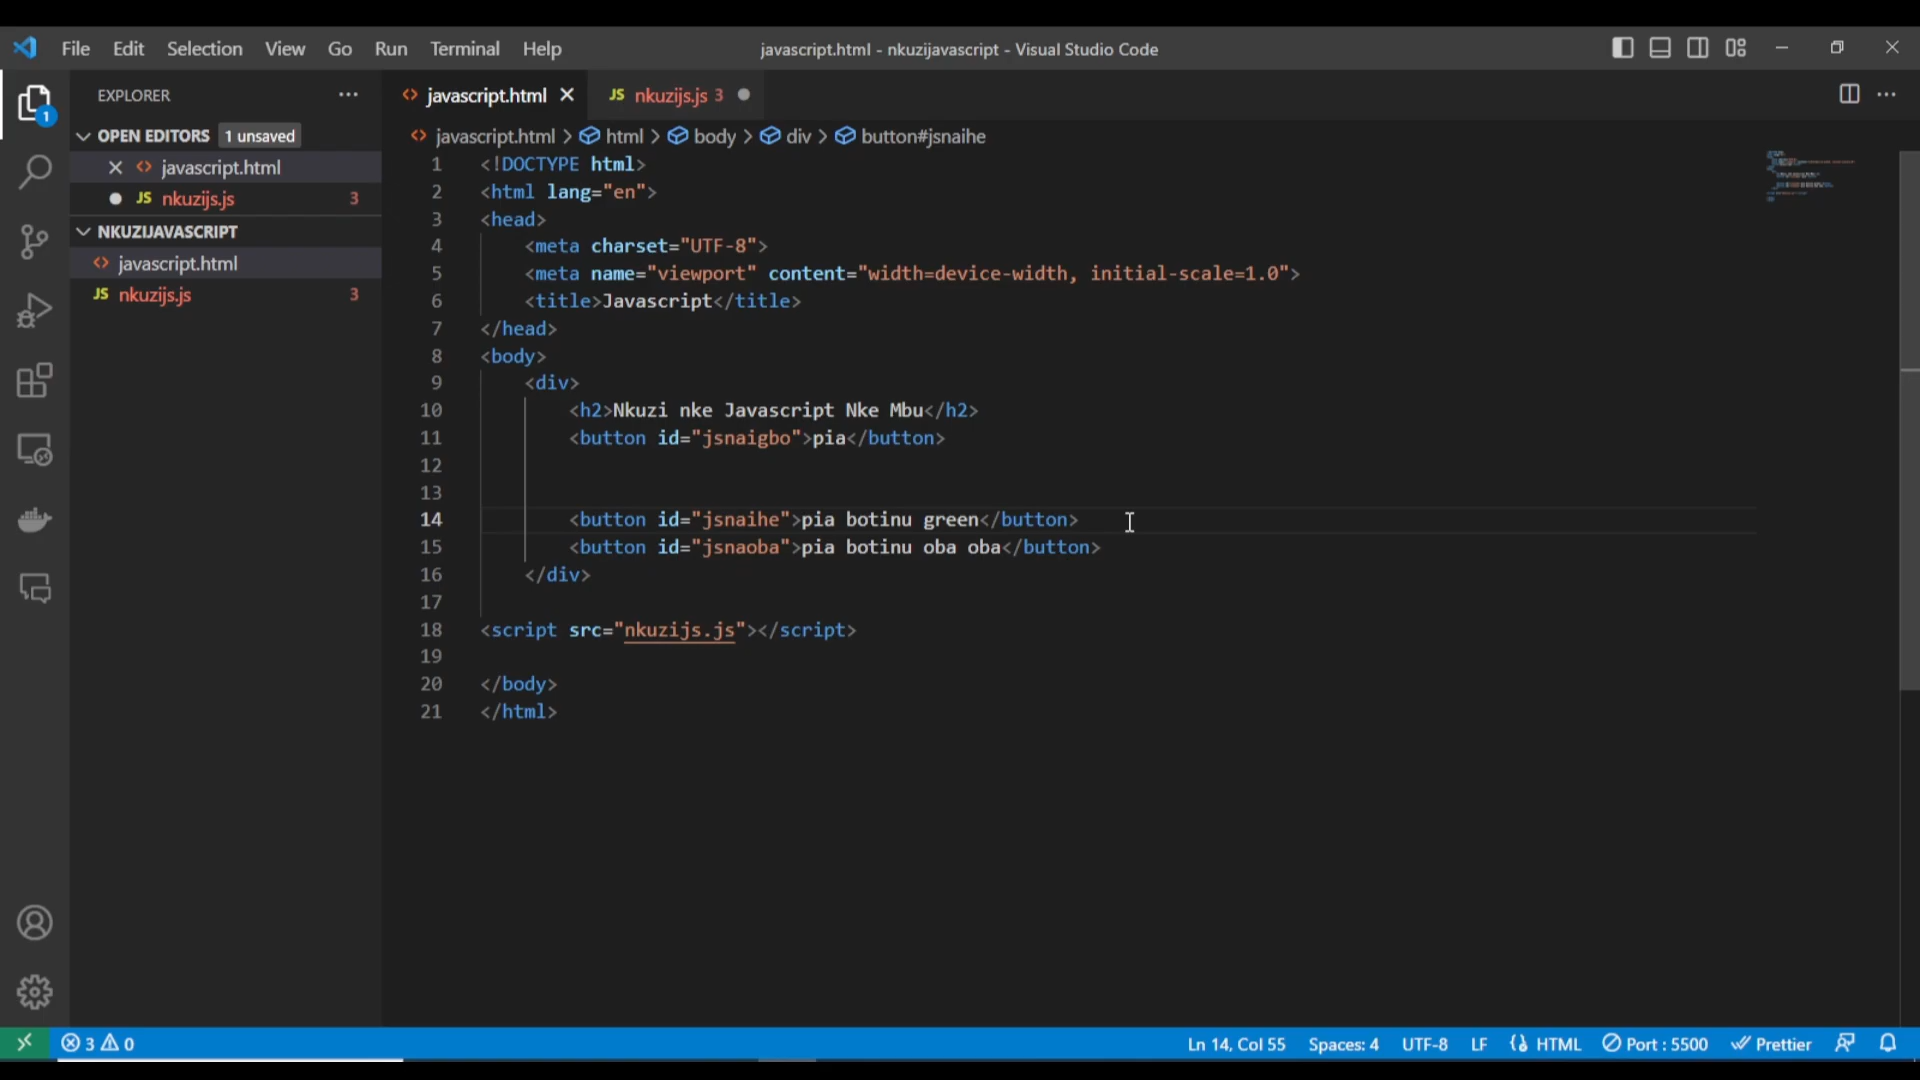 File Edit Selection View Go Run Terminal Help
javascript.html - nkuzijavascript - Visual Studio Code
EXPLORER
OPEN EDITORS 1 unsaved
javascript.html
JS nkuzijs.js 3
NKUZIJAVASCRIPT
javascript.html
JS nkuzijs.js 3
1
javascript.html
JS nkuzijs.js 3
javascript.html > html > body > div > button#jsnaihe
1 <!DOCTYPE html>
2 <html lang="en">
3 <head>
4 <meta charset="UTF-8">
5 <meta name="viewport" content="width=device-width, initial-scale=1.0">
6 <title>Javascript</title>
7 </head>
8 <body>
9 <div>
10 <h2>Nkuzi nke Javascript Nke Mbu</h2>
11 <button id="jsnaigbo">pia</button>
12
13
14 <button id="jsnaihe">pia botinu green</button>
15 <button id="jsnaoba">pia botinu oba oba</button>
16 </div>
17
18 <script src="nkuzijs.js"></script>
19
20 </body>
21 </html>
3 0
Ln 14, Col 55 Spaces: 4 UTF-8 LF HTML Port : 5500 Prettier